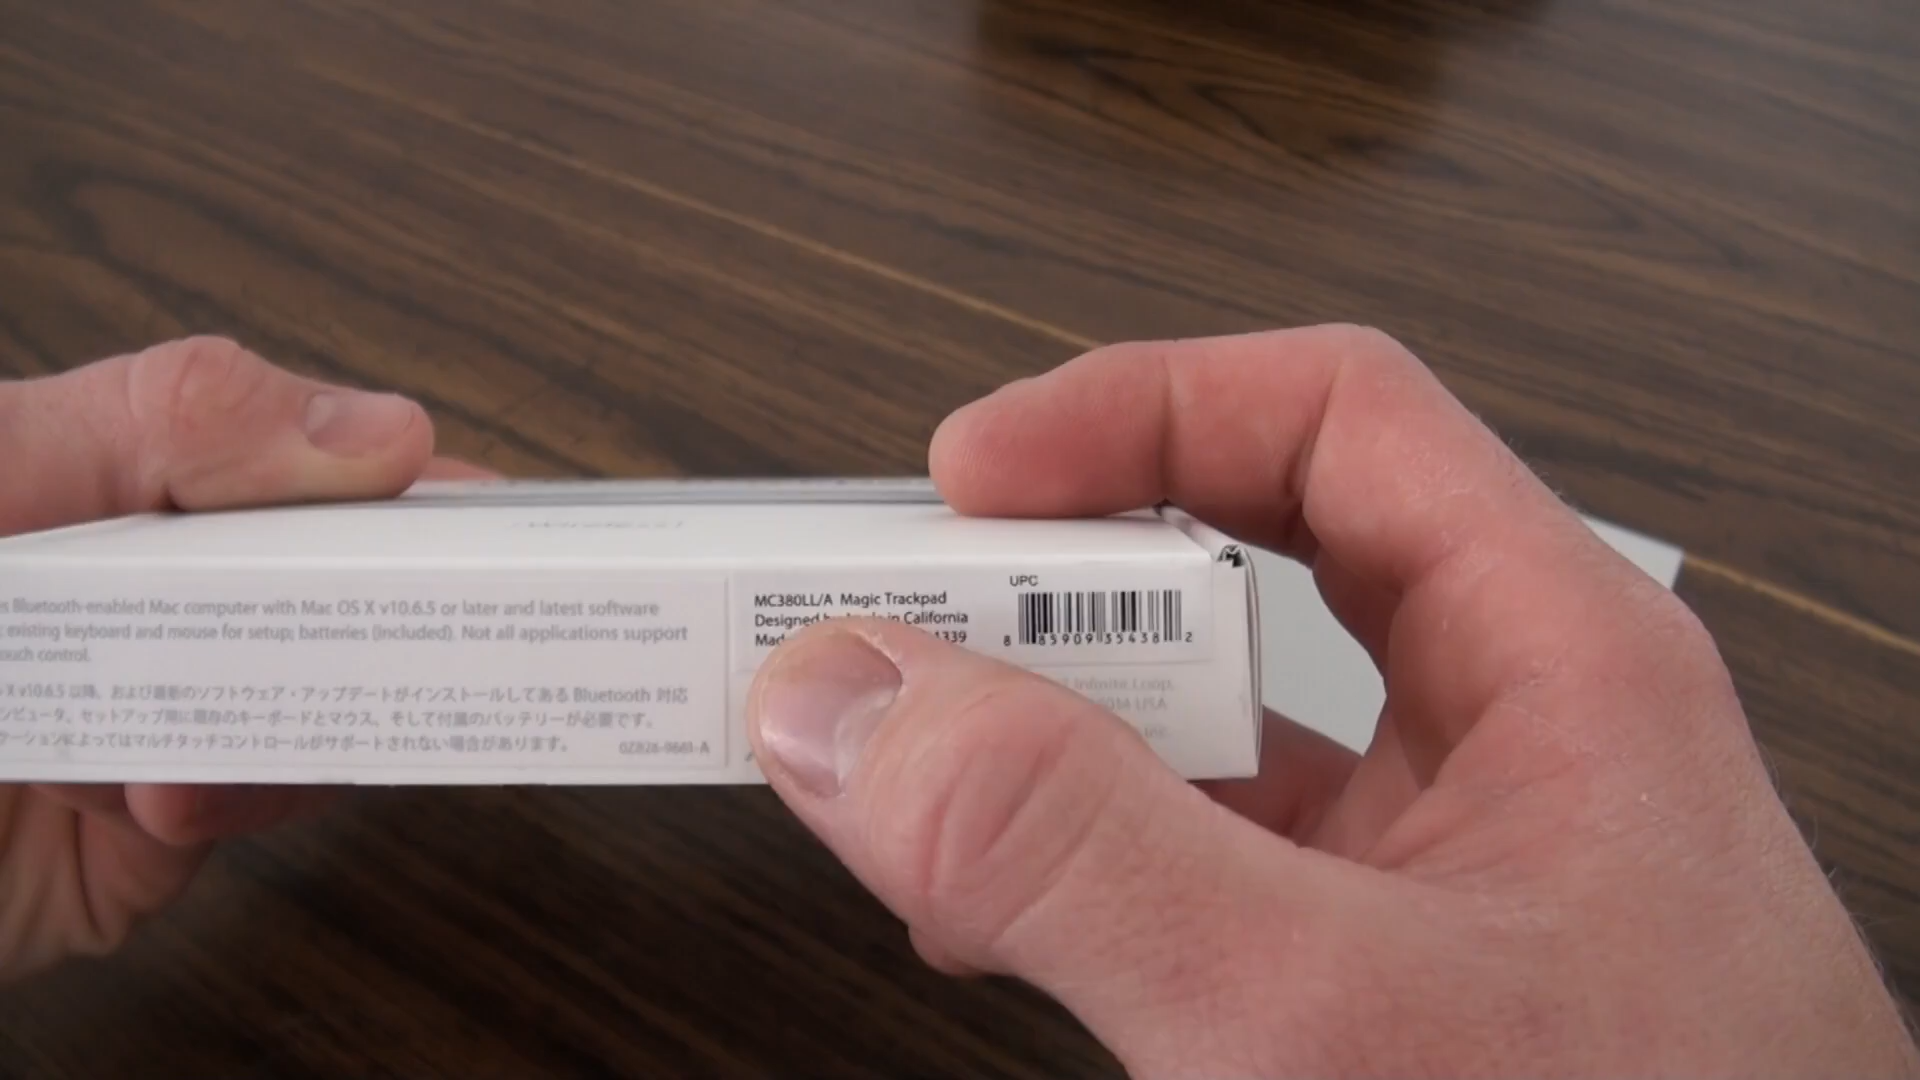 s Bluetooth-enabled Mac computer with Mac OS X v10.6.5 or later and latest software
existing keyboard and mouse for setup; batteries (included). Not all applications support
ouch control.
X v10.6.5 以降、および最新のソフトウェア・アップデートがインストールしてある Bluetooth 対応
ンピュータ、セットアップ用に既存のキーボードとマウス、そして付属のバッテリーが必要です。
ケーションによってはマルチタッチコントロールがサポートされない場合があります。
MC380LL/A Magic Trackpad
Designed by Apple in California
Mad 1339
UPC
8 85909 35438 2
Infinite Loop,
USA
Inc.